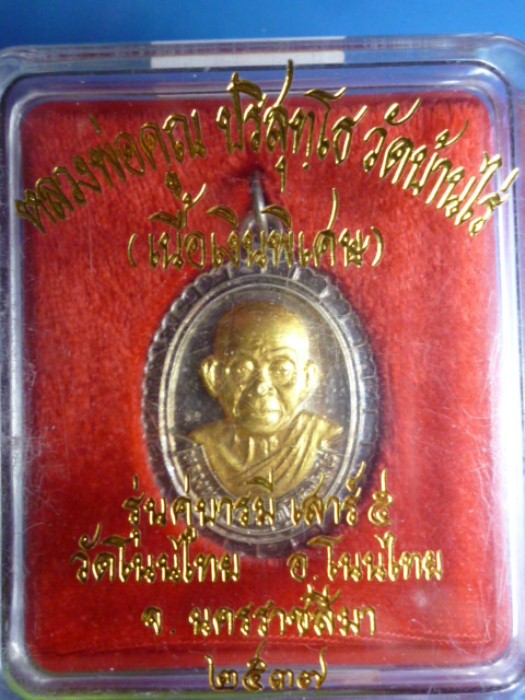 หลวงพ่อคูณ ปริสุทฺโธ วัดบ้านไร่
(เนื้อเงินพิเศษ)
รุ่นคู่บารมี เสาร์ ๕
วัดโนนไทย อ.โนนไทย
จ. นครราชสีมา
๒๕๓๗